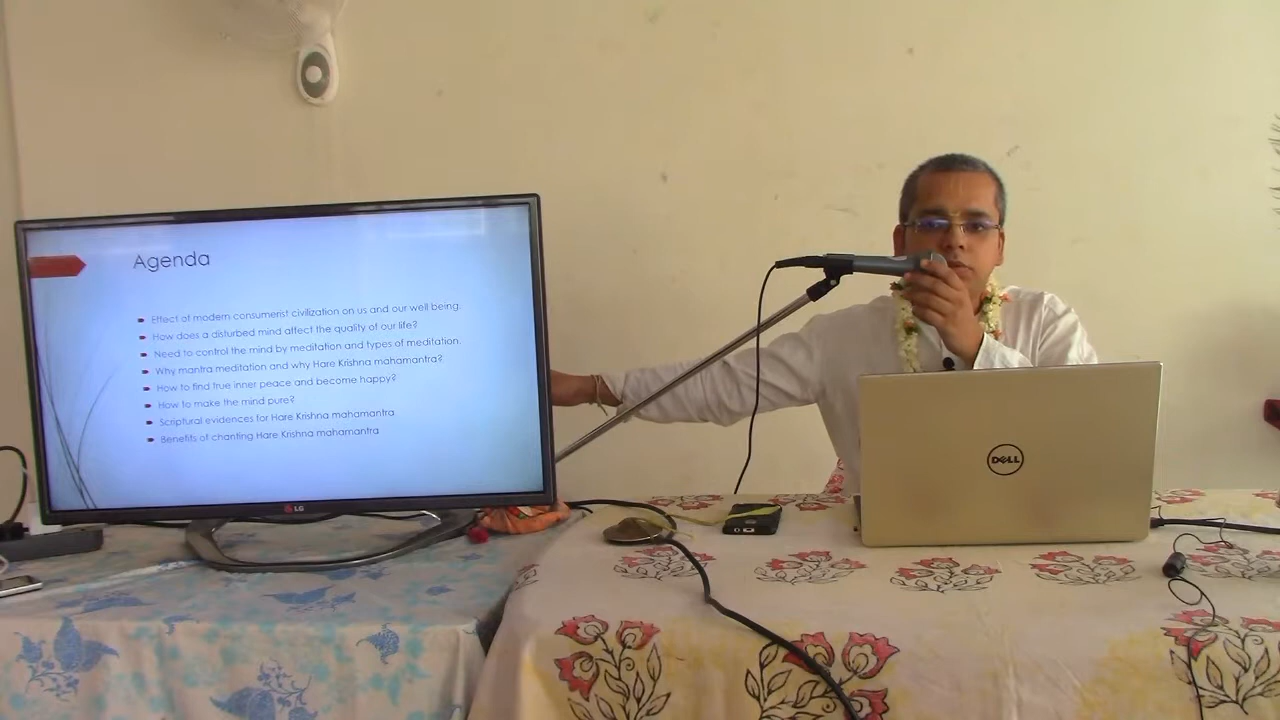 Agenda
Effect of modern consumerist civilization on us and our well being.
How does a disturbed mind affect the quality of our life?
Need to control the mind by meditation and types of meditation.
Why mantra meditation and why Hare Krishna mahamantra?
How to find true inner peace and become happy?
How to make the mind pure?
Scriptural evidences for Hare Krishna mahamantra
Benefits of chanting Hare Krishna mahamantra
LG
DELL